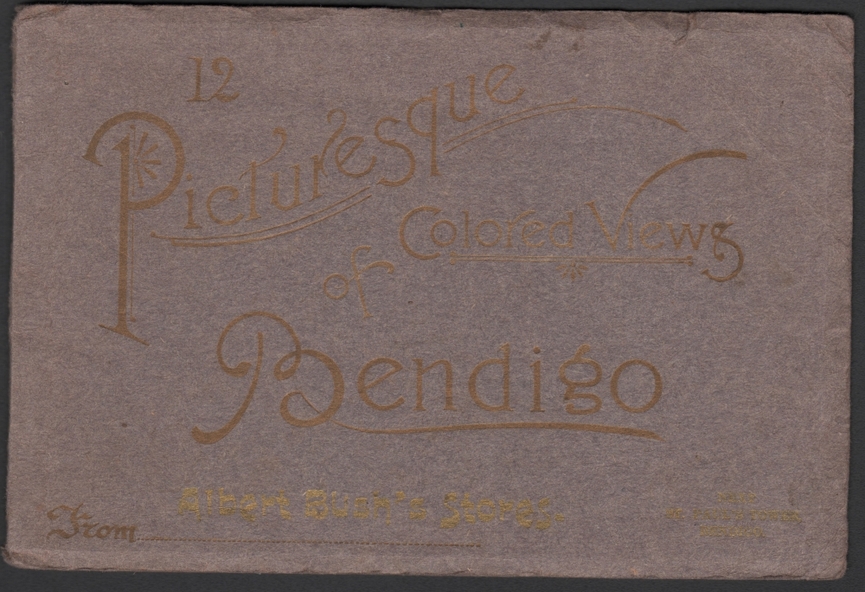 12
Picturesque
Colored Views
of
Bendigo
Albert Bush's Stores.
From